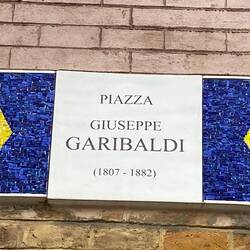 PIAZZA
GIUSEPPE
GARIBALDI
(1807 - 1882)